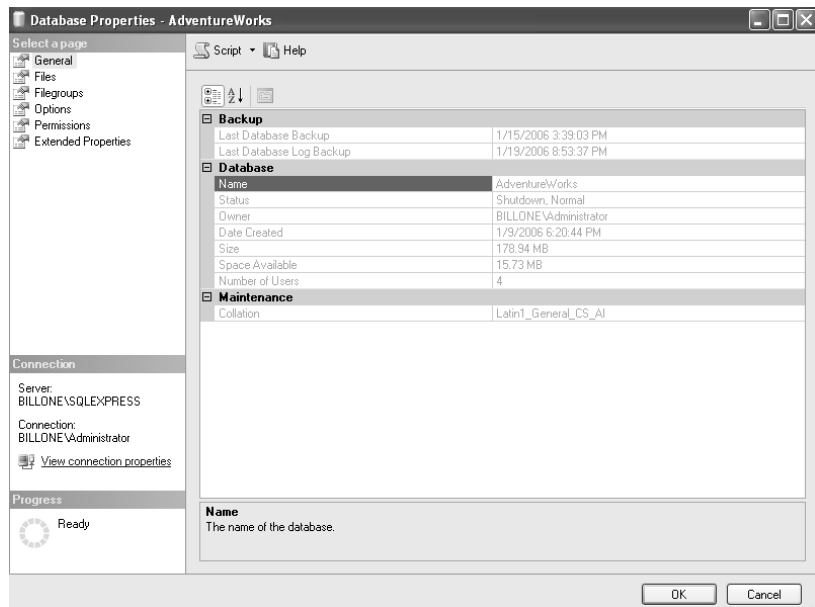 Database Properties - AdventureWorks
Select a page
General
Files
Filegroups
Options
Permissions
Extended Properties
Script Help
Backup
Last Database Backup 1/15/2006 3:39:03 PM
Last Database Log Backup 1/19/2006 8:53:37 PM
Database
Name AdventureWorks
Status Shutdown, Normal
Owner BILLONE\Administrator
Date Created 1/9/2006 6:20:44 PM
Size 178.94 MB
Space Available 15.73 MB
Number of Users 4
Maintenance
Collation Latin1_General_CS_AI
Connection
Server:
BILLONE\SQLEXPRESS
Connection:
BILLONE\Administrator
View connection properties
Progress
Ready
Name
The name of the database.
OK Cancel